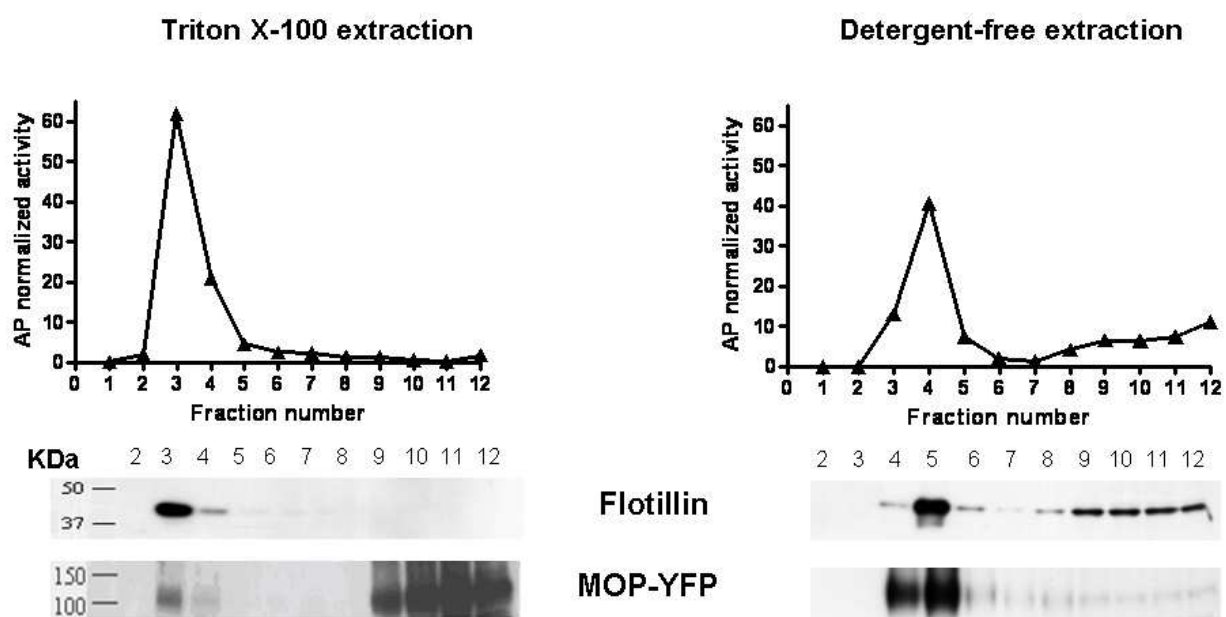 Triton X-100 extraction
Detergent-free extraction
AP normalized activity
60
50
40
30
20
10
0
0 1 2 3 4 5 6 7 8 9 10 11 12
Fraction number
AP normalized activity
60
50
40
30
20
10
0
0 1 2 3 4 5 6 7 8 9 10 11 12
Fraction number
KDa 2 3 4 5 6 7 8 9 10 11 12
2 3 4 5 6 7 8 9 10 11 12
50
37
Flotillin
150
100
MOP-YFP